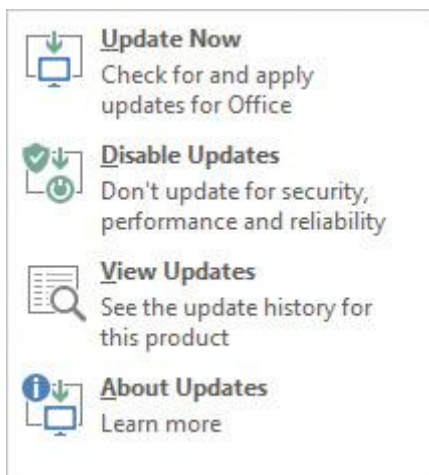 Update Now
Check for and apply
updates for Office
Disable Updates
Don't update for security,
performance and reliability
View Updates
See the update history for
this product
About Updates
Learn more